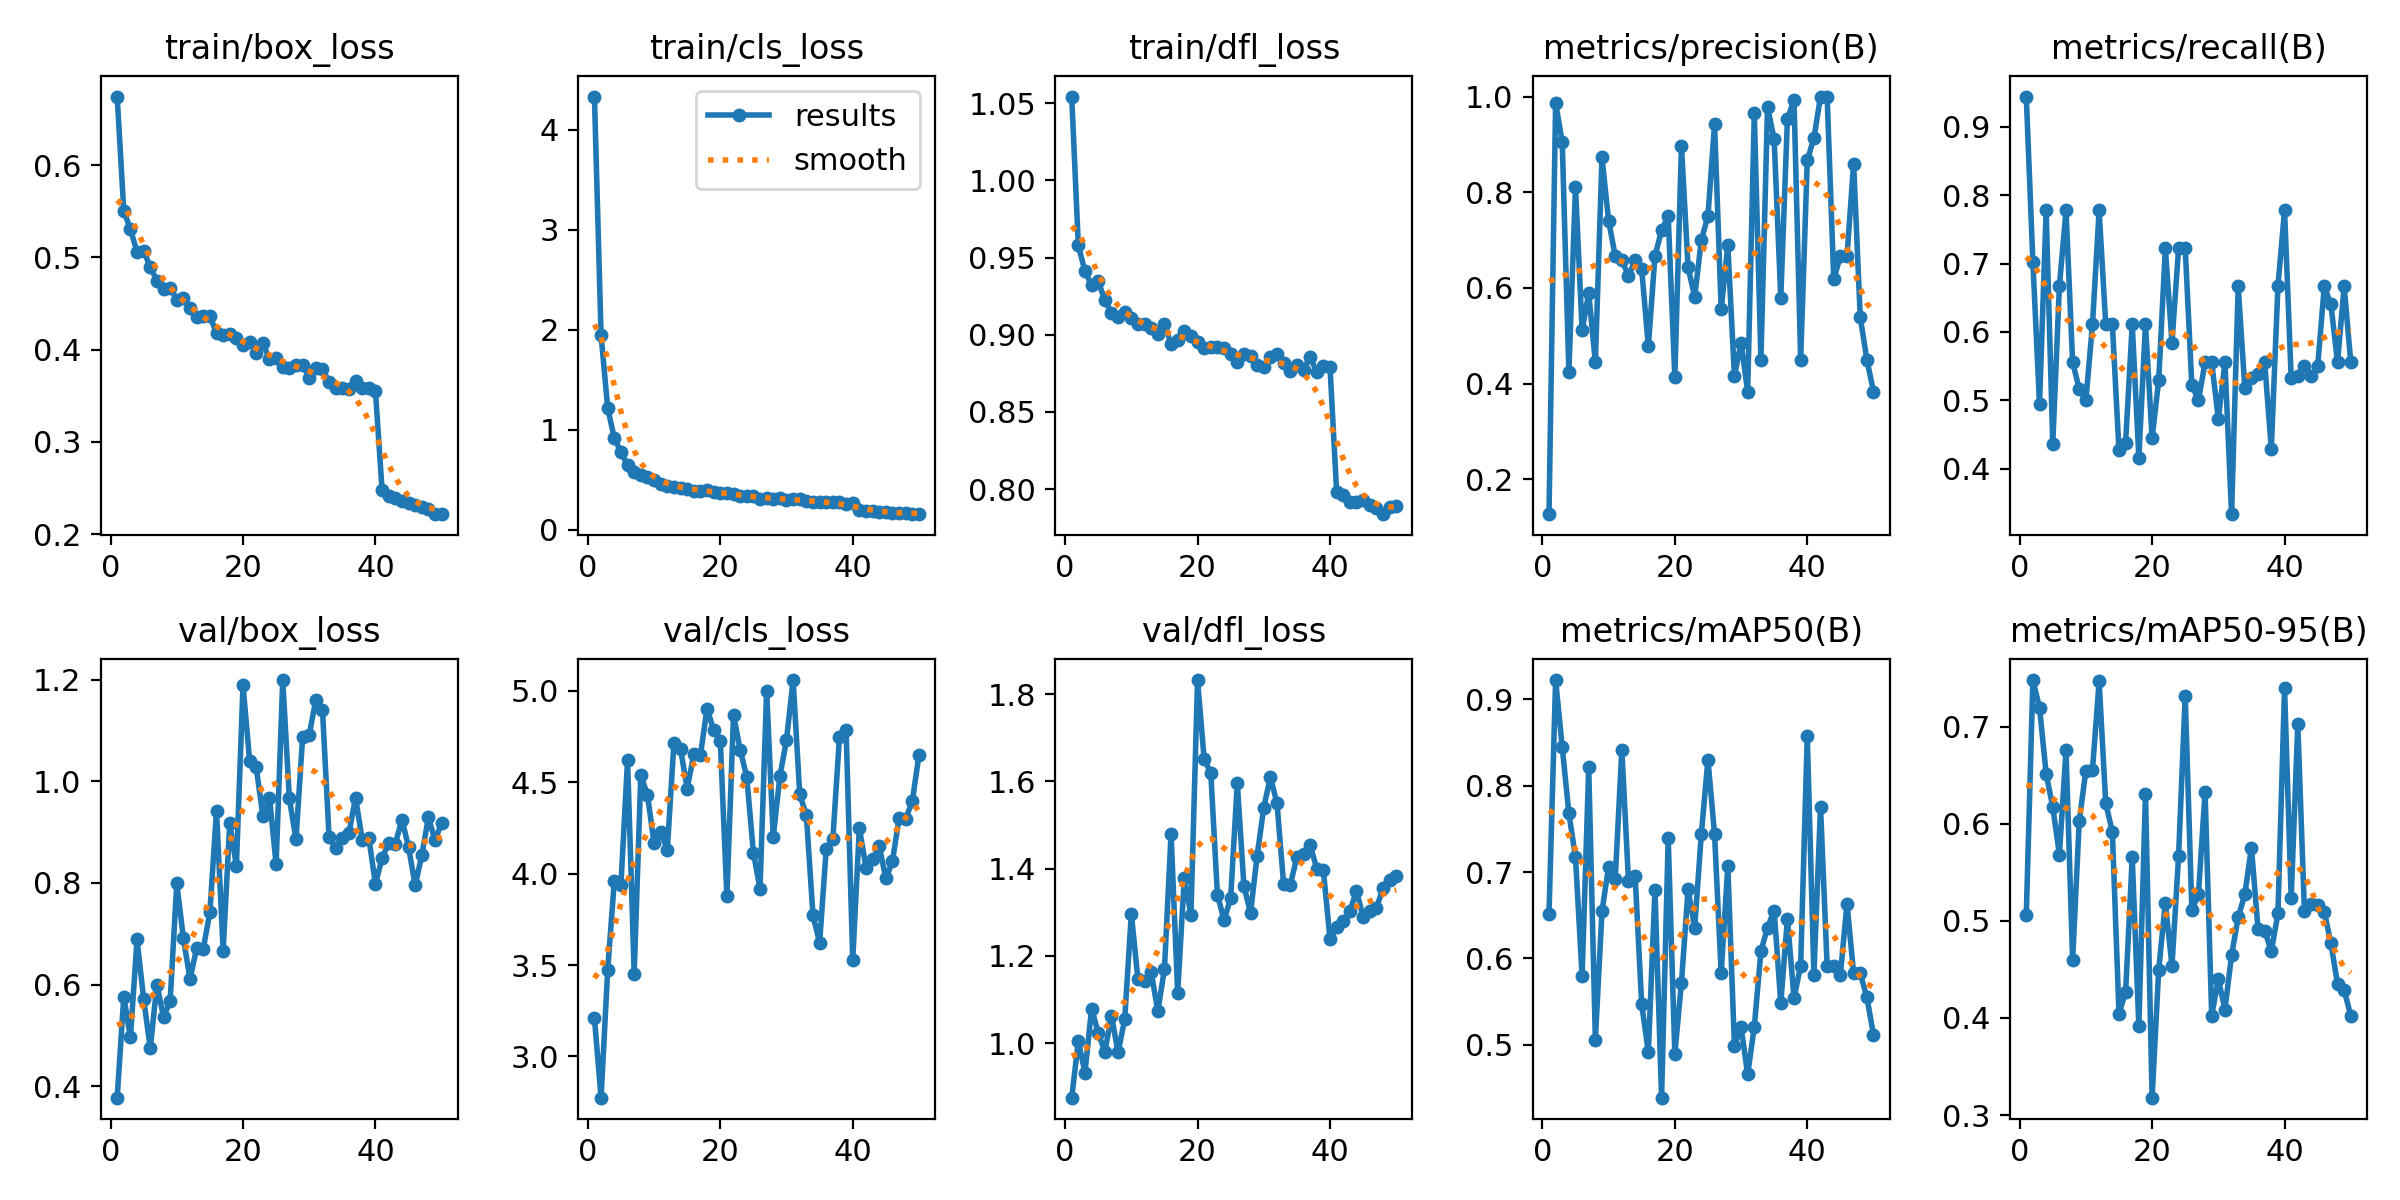 train/box_loss
0.6
0.5
0.4
0.3
0.2
0 20 40
train/cls_loss
results
smooth
4
3
2
1
0
0 20 40
train/dfl_loss
1.05
1.00
0.95
0.90
0.85
0.80
0 20 40
metrics/precision(B)
1.0
0.8
0.6
0.4
0.2
0 20 40
metrics/recall(B)
0.9
0.8
0.7
0.6
0.5
0.4
0 20 40
val/box_loss
1.2
1.0
0.8
0.6
0.4
0 20 40
val/cls_loss
5.0
4.5
4.0
3.5
3.0
0 20 40
val/dfl_loss
1.8
1.6
1.4
1.2
1.0
0 20 40
metrics/mAP50(B)
0.9
0.8
0.7
0.6
0.5
0 20 40
metrics/mAP50-95(B)
0.7
0.6
0.5
0.4
0.3
0 20 40